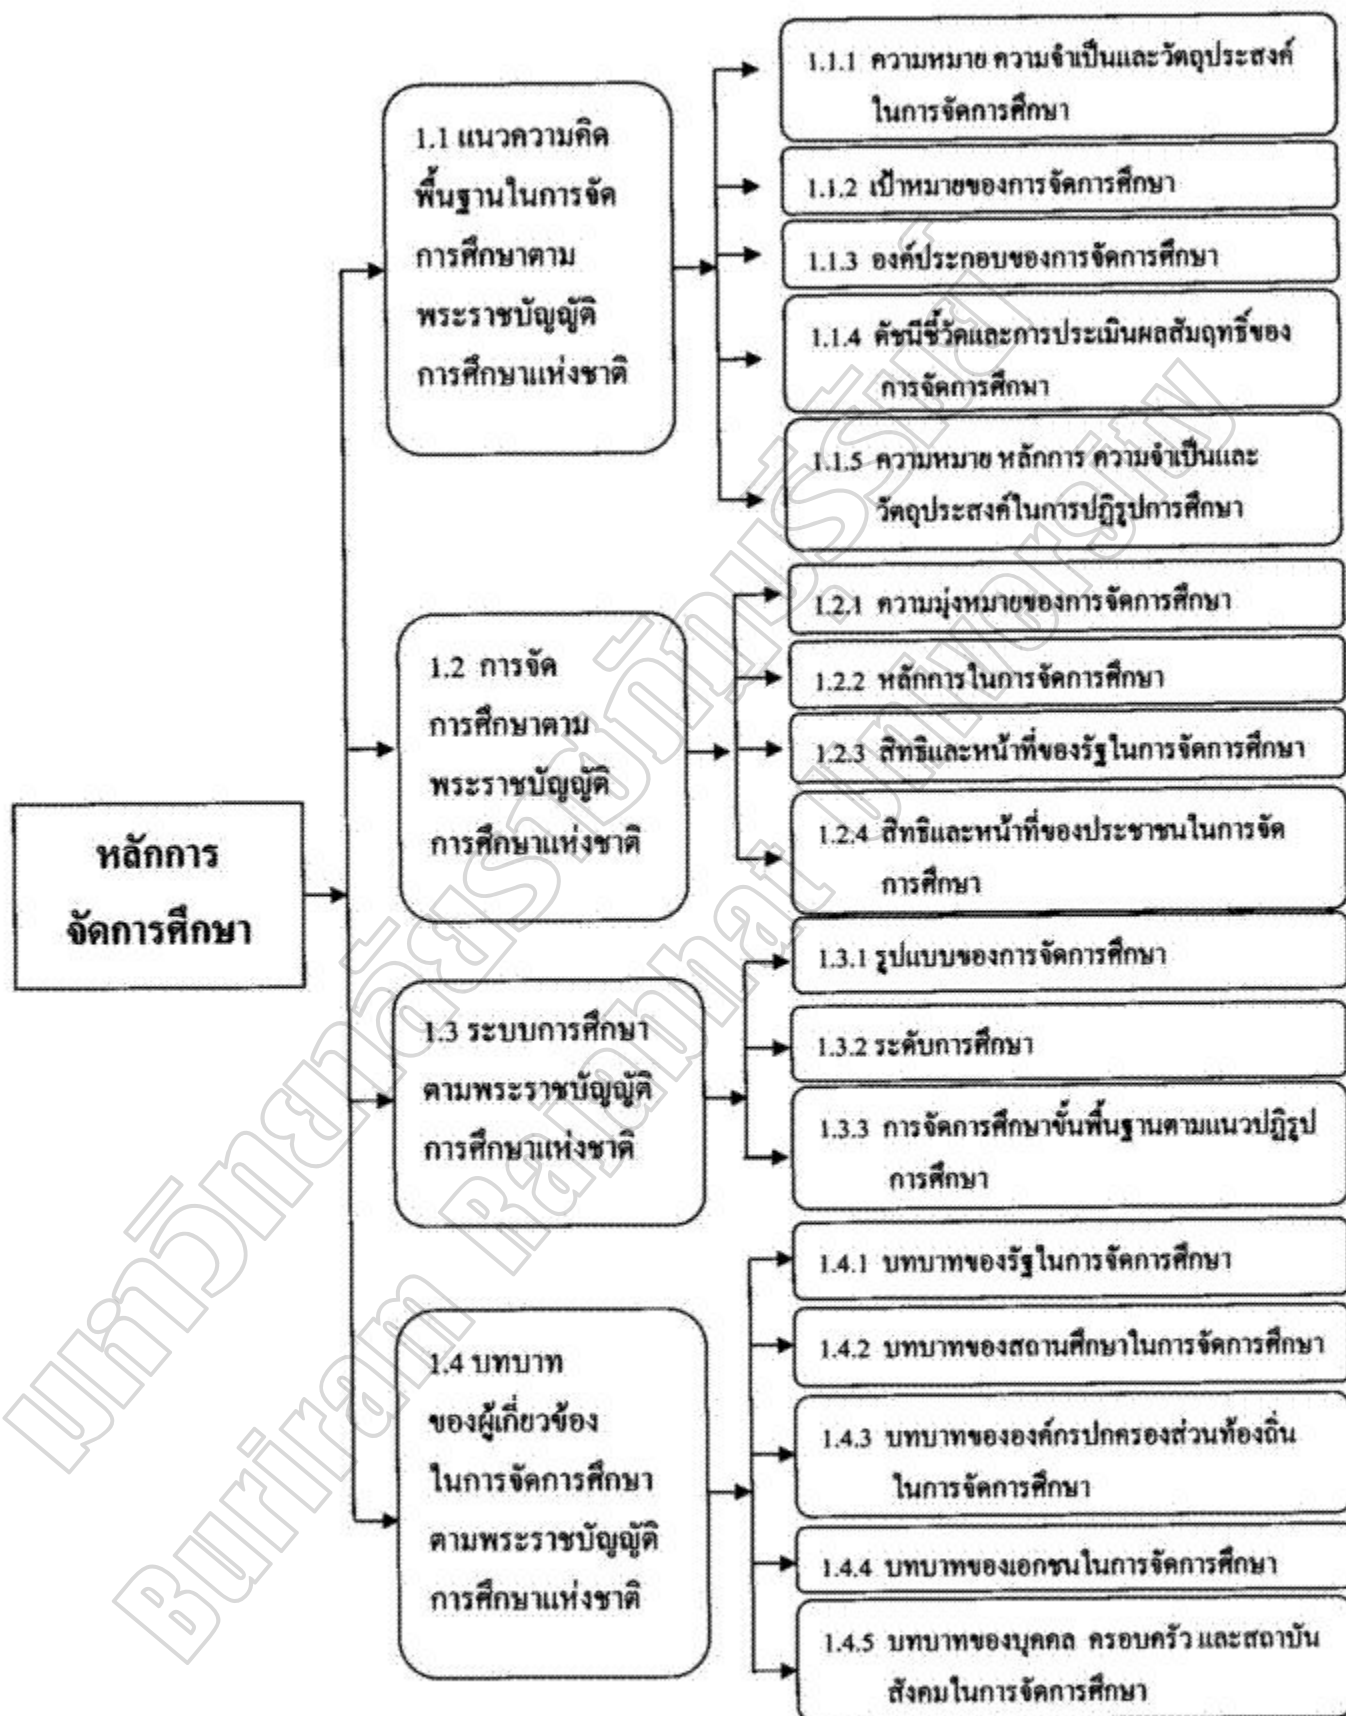 หลักการ
จัดการศึกษา
1.1 แนวความคิด
พื้นฐานในการจัด
การศึกษาตาม
พระราชบัญญัติ
การศึกษาแห่งชาติ
1.1.1 ความหมาย ความจำเป็นและวัตถุประสงค์
ในการจัดการศึกษา
1.1.2 เป้าหมายของการจัดการศึกษา
1.1.3 องค์ประกอบของการจัดการศึกษา
1.1.4 ดัชนีชี้วัดและการประเมินผลสัมฤทธิ์ของ
การจัดการศึกษา
1.1.5 ความหมาย หลักการ ความจำเป็นและ
วัตถุประสงค์ในการปฏิรูปการศึกษา
1.2 การจัด
การศึกษาตาม
พระราชบัญญัติ
การศึกษาแห่งชาติ
1.2.1 ความมุ่งหมายของการจัดการศึกษา
1.2.2 หลักการในการจัดการศึกษา
1.2.3 สิทธิและหน้าที่ของรัฐในการจัดการศึกษา
1.2.4 สิทธิและหน้าที่ของประชาชนในการจัด
การศึกษา
1.3 ระบบการศึกษา
ตามพระราชบัญญัติ
การศึกษาแห่งชาติ
1.3.1 รูปแบบของการจัดการศึกษา
1.3.2 ระดับการศึกษา
1.3.3 การจัดการศึกษาขั้นพื้นฐานตามแนวปฏิรูป
การศึกษา
1.4 บทบาท
ของผู้เกี่ยวข้อง
ในการจัดการศึกษา
ตามพระราชบัญญัติ
การศึกษาแห่งชาติ
1.4.1 บทบาทของรัฐในการจัดการศึกษา
1.4.2 บทบาทของสถานศึกษาในการจัดการศึกษา
1.4.3 บทบาทขององค์กรปกครองส่วนท้องถิ่น
ในการจัดการศึกษา
1.4.4 บทบาทของเอกชนในการจัดการศึกษา
1.4.5 บทบาทของบุคคล ครอบครัว และสถาบัน
สังคมในการจัดการศึกษา
มหาวิทยาลัยราชภัฏบุรีรัมย์
Buriram Rajabhat University